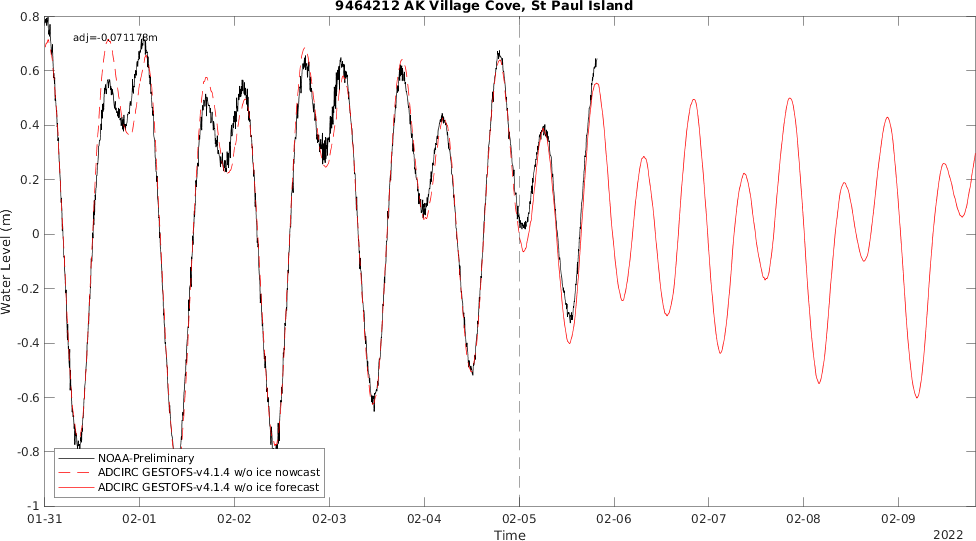 9464212 AK Village Cove, St Paul Island
adj=-0.071178m
Water Level (m)
0.8
0.6
0.4
0.2
0
-0.2
-0.4
-0.6
-0.8
-1
NOAA-Preliminary
ADCIRC GESTOFS-v4.1.4 w/o ice nowcast
ADCIRC GESTOFS-v4.1.4 w/o ice forecast
01-31 02-01 02-02 02-03 02-04 02-05 02-06 02-07 02-08 02-09
Time
2022